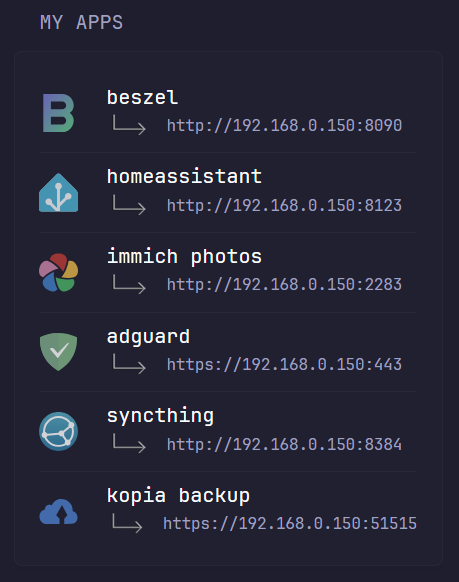 MY APPS
beszel
http://192.168.0.150:8090
homeassistant
http://192.168.0.150:8123
immich photos
http://192.168.0.150:2283
adguard
https://192.168.0.150:443
syncthing
http://192.168.0.150:8384
kopia backup
https://192.168.0.150:51515